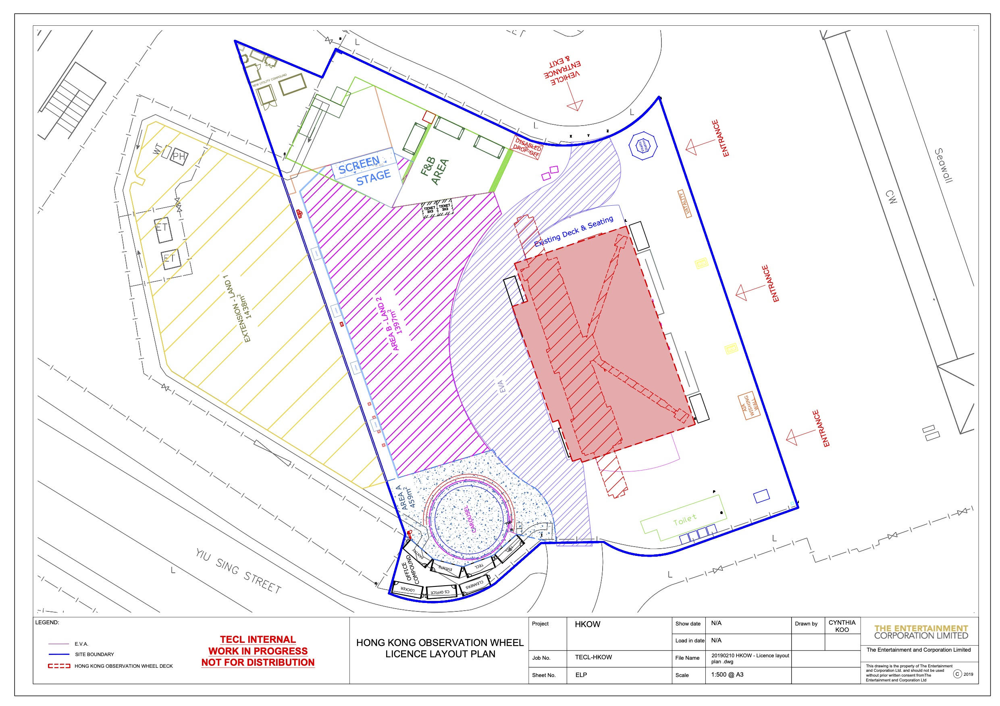 VEHICLE
ENTRANCE
& EXIT
L
L
L
B
NEW UTILITY COMPOUND
X
Y
Z
C
ENTRANCE
Vitality
Station
DISABLED
DROP-OFF
SCREEN
STAGE
F&B
AREA
WT
PH
ET
ET
TICKET
3X3
TICKET
3X3
Existing Deck & Seating
L
VITALITY
Seawall
CW
EXTENSION - LAND 1
1438m²
AREA B - LAND 2
1397m²
ENTRANCE
EVA
AIA
WISHING
WALL
K
ENTRANCE
AREA A
459m²
CAROUSEL
Toilet
P
J
I
H
PANTRY
EVENTS
TECL
OFFICE
COMPOUND
LOCKER
CS OFFICE
CLEANERS
YIU SING STREET
L
L
L
LEGEND:
E.V.A.
SITE BOUNDARY
HONG KONG OBSERVATION WHEEL DECK
TECL INTERNAL
WORK IN PROGRESS
NOT FOR DISTRIBUTION
HONG KONG OBSERVATION WHEEL
LICENCE LAYOUT PLAN
Project
HKOW
Show date
N/A
Drawn by
CYNTHIA
KOO
Load in date
N/A
Job No.
TECL-HKOW
File Name
20190210 HKOW - Licence layout
plan .dwg
Sheet No.
ELP
Scale
1:500 @ A3
THE ENTERTAINMENT
CORPORATION LIMITED
The Entertainment and Corporation Limited
This drawing is the property of The Entertainment
and Corporation Ltd. and should not be used
without prior written consent fromThe
Entertainment and Corporation Ltd
C 2019